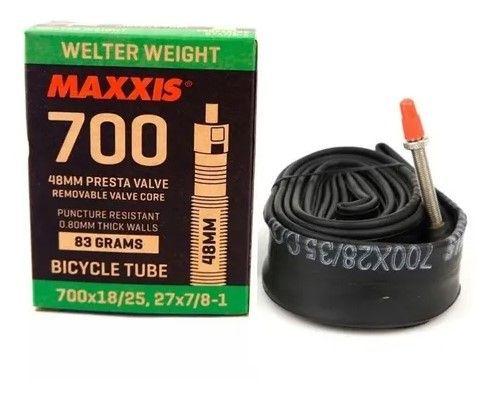 WELTER WEIGHT
MAXXIS®
700
48MM PRESTA VALVE
REMOVABLE VALVE CORE
PUNCTURE RESISTANT
0.80MM THICK WALLS
83 GRAMS
48MM
BICYCLE TUBE
700x18/25, 27x7/8-1
700X28/35